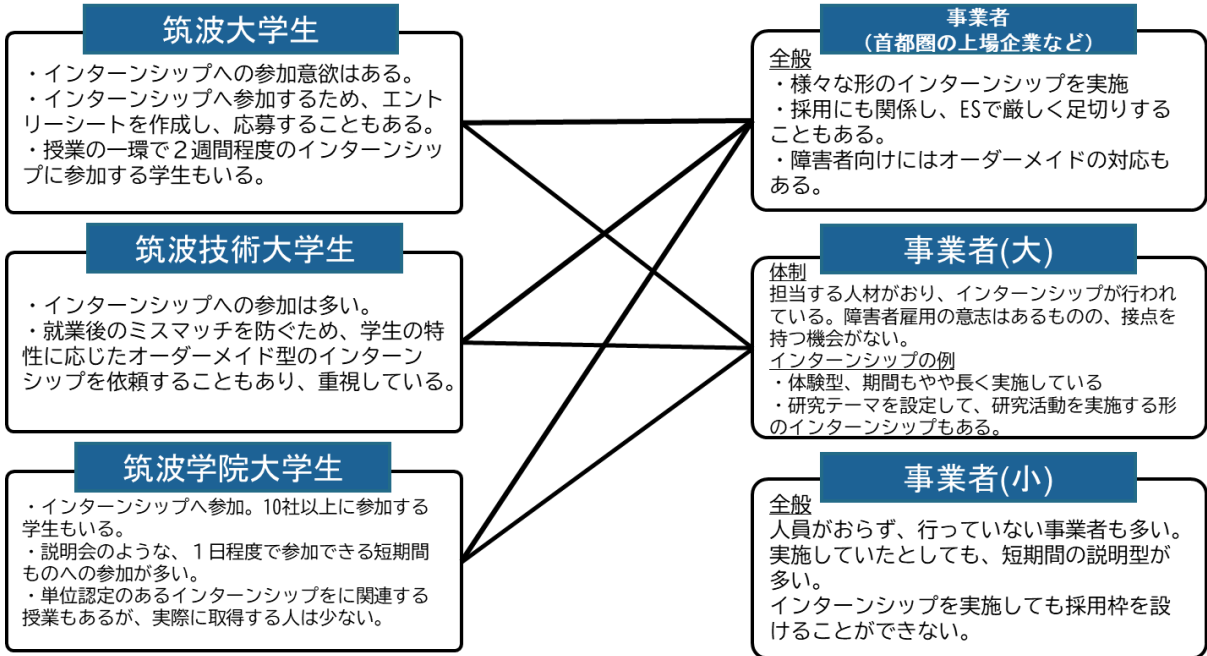 筑波大学生
・インターンシップへの参加意欲はある。
・インターンシップへ参加するため、エント
リーシートを作成し、応募することもある。
・授業の一環で２週間程度のインターンシッ
プに参加する学生もいる。
筑波技術大学生
・インターンシップへの参加は多い。
・就業後のミスマッチを防ぐため、学生の特
性に応じたオーダーメイド型のインターン
シップを依頼することもあり、重視している。
筑波学院大学生
・インターンシップへ参加。10社以上に参加する
学生もいる。
・説明会のような、１日程度で参加できる短期間
ものへの参加が多い。
・単位認定のあるインターンシップをに関連する
授業もあるが、実際に取得する人は少ない。
事業者
（首都圏の上場企業など）
全般
・様々な形のインターンシップを実施
・採用にも関係し、ESで厳しく足切りする
こともある。
・障害者向けにはオーダーメイドの対応も
ある。
事業者(大)
体制
担当する人材がおり、インターンシップが行われ
ている。障害者雇用の意志はあるものの、接点を
持つ機会がない。
インターンシップの例
・体験型、期間もやや長く実施している
・研究テーマを設定して、研究活動を実施する形
のインターンシップもある。
事業者(小)
全般
人員がおらず、行っていない事業者も多い。
実施していたとしても、短期間の説明型が
多い。
インターンシップを実施しても採用枠を設
けることができない。